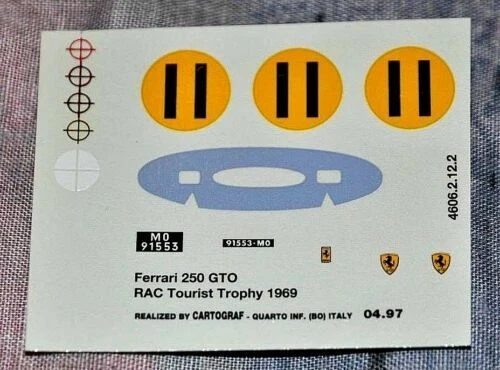 11 11 11
4606.2.12.2
MO
91553
91553-MO
Ferrari 250 GTO
RAC Tourist Trophy 1969
REALIZED BY CARTOGRAF - QUARTO INF. (BO) ITALY 04.97